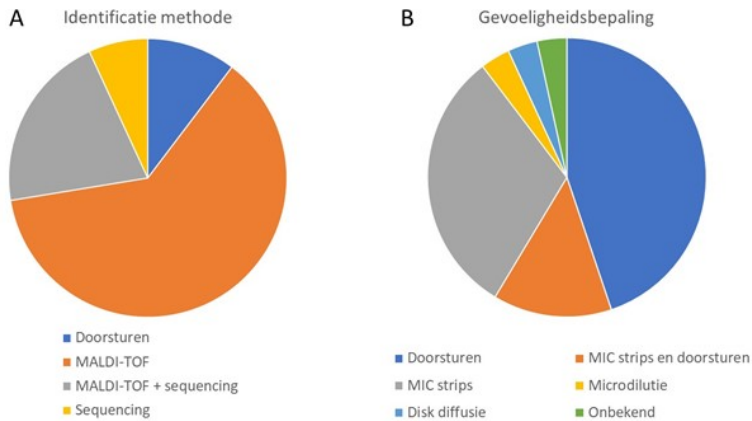 A
Identificatie methode
Doorsturen
MALDI-TOF
MALDI-TOF + sequencing
Sequencing
B
Gevoeligheidsbepaling
Doorsturen
MIC strips en doorsturen
MIC strips
Microdilutie
Disk diffusie
Onbekend